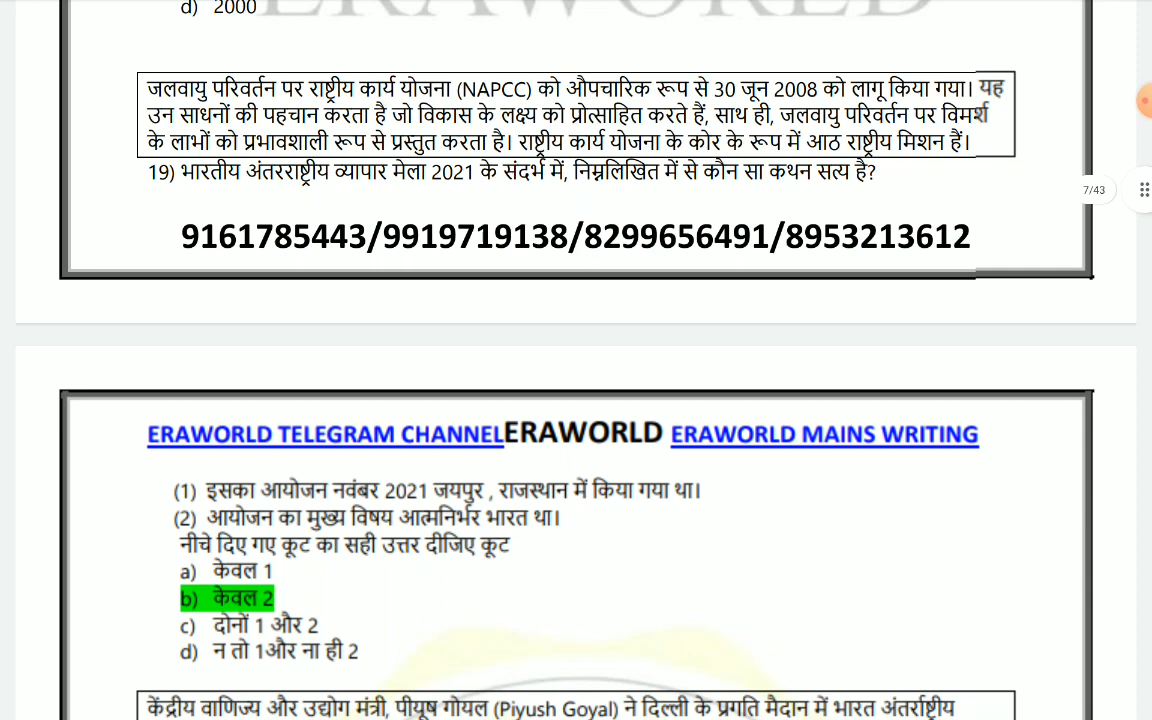 d) 2000
जलवायु परिवर्तन पर राष्ट्रीय कार्य योजना (NAPCC) को औपचारिक रूप से 30 जून 2008 को लागू किया गया। यह
उन साधनों की पहचान करता है जो विकास के लक्ष्य को प्रोत्साहित करते हैं, साथ ही, जलवायु परिवर्तन पर विमर्श
के लाभों को प्रभावशाली रूप से प्रस्तुत करता है। राष्ट्रीय कार्य योजना के कोर के रूप में आठ राष्ट्रीय मिशन हैं।
19) भारतीय अंतरराष्ट्रीय व्यापार मेला 2021 के संदर्भ में, निम्नलिखित में से कौन सा कथन सत्य है?
7/43
9161785443/9919719138/8299656491/8953213612
ERAWORLD TELEGRAM CHANNELERAWORLD ERAWORLD MAINS WRITING
(1) इसका आयोजन नवंबर 2021 जयपुर , राजस्थान में किया गया था।
(2) आयोजन का मुख्य विषय आत्मनिर्भर भारत था।
नीचे दिए गए कूट का सही उत्तर दीजिए कूट
a) केवल 1
b) केवल 2
c) दोनों 1 और 2
d) न तो 1और ना ही 2
केंद्रीय वाणिज्य और उद्योग मंत्री, पीयूष गोयल (Piyush Goyal) ने दिल्ली के प्रगति मैदान में भारत अंतर्राष्ट्रीय